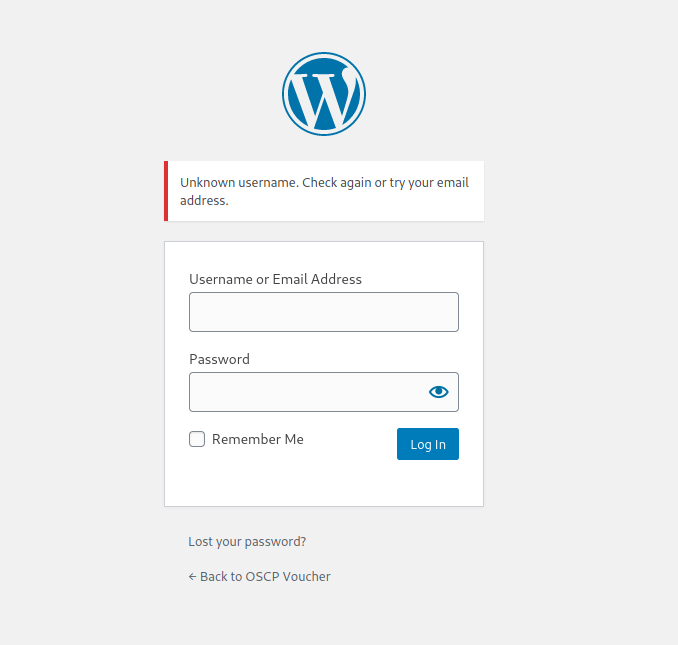 Unknown username. Check again or try your email
address.
Username or Email Address
Password
Remember Me
Log In
Lost your password?
← Back to OSCP Voucher